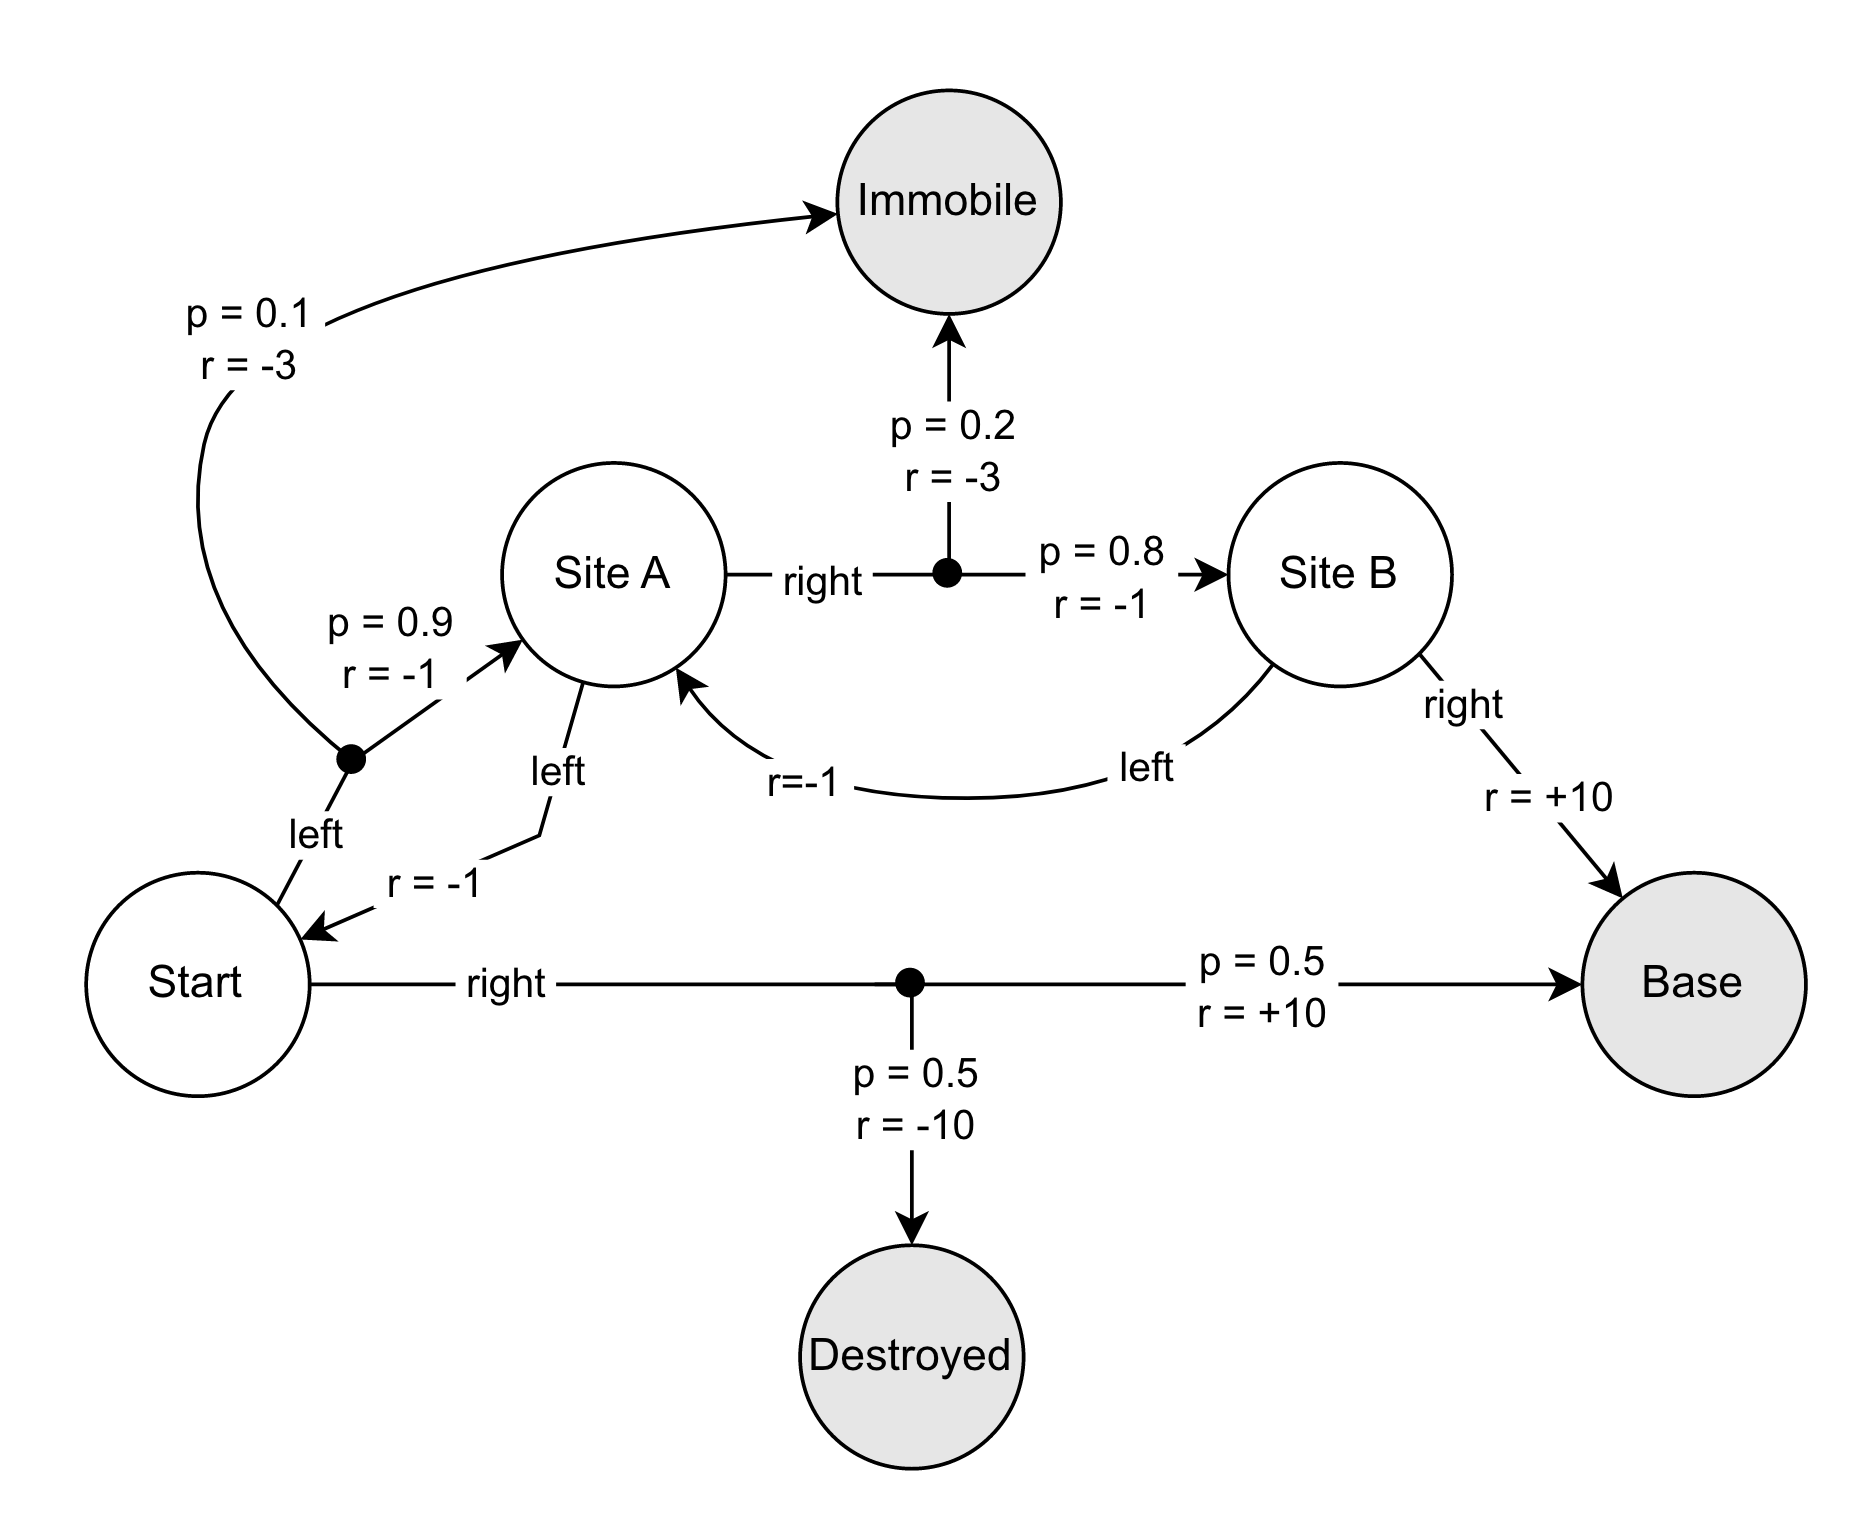 Immobile
p = 0.1
r = -3
p = 0.2
r = -3
Site A
right
p = 0.8
r = -1
Site B
p = 0.9
r = -1
left
r=-1
left
right
r = +10
left
r = -1
Start
right
p = 0.5
r = +10
Base
p = 0.5
r = -10
Destroyed